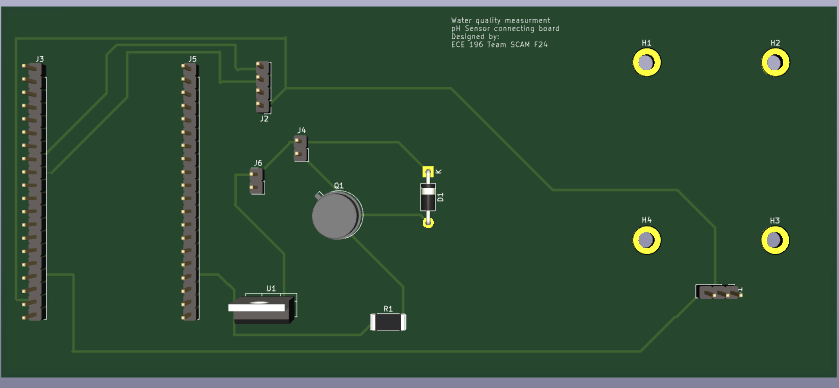 Water quality measurment
pH Sensor connecting board
Designed by:
ECE 196 Team SCAM F24
H1
H2
J3
J5
J2
J4
J6
K
Q1
D1
H4
H3
U1
R1